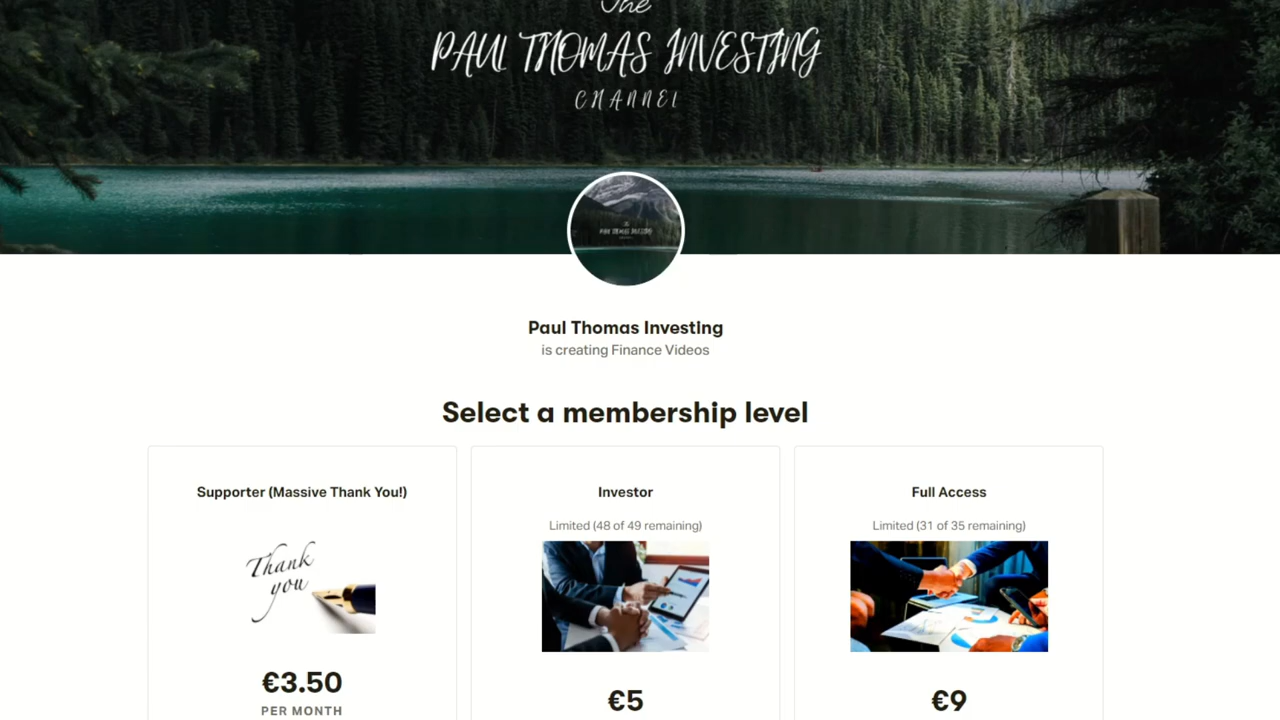 The
PAUL THOMAS INVESTING
CHANNEL
Paul Thomas Investing
is creating Finance Videos
Select a membership level
Supporter (Massive Thank You!)
Thank
you
€3.50
PER MONTH
Investor
Limited (48 of 49 remaining)
€5
Full Access
Limited (31 of 35 remaining)
€9